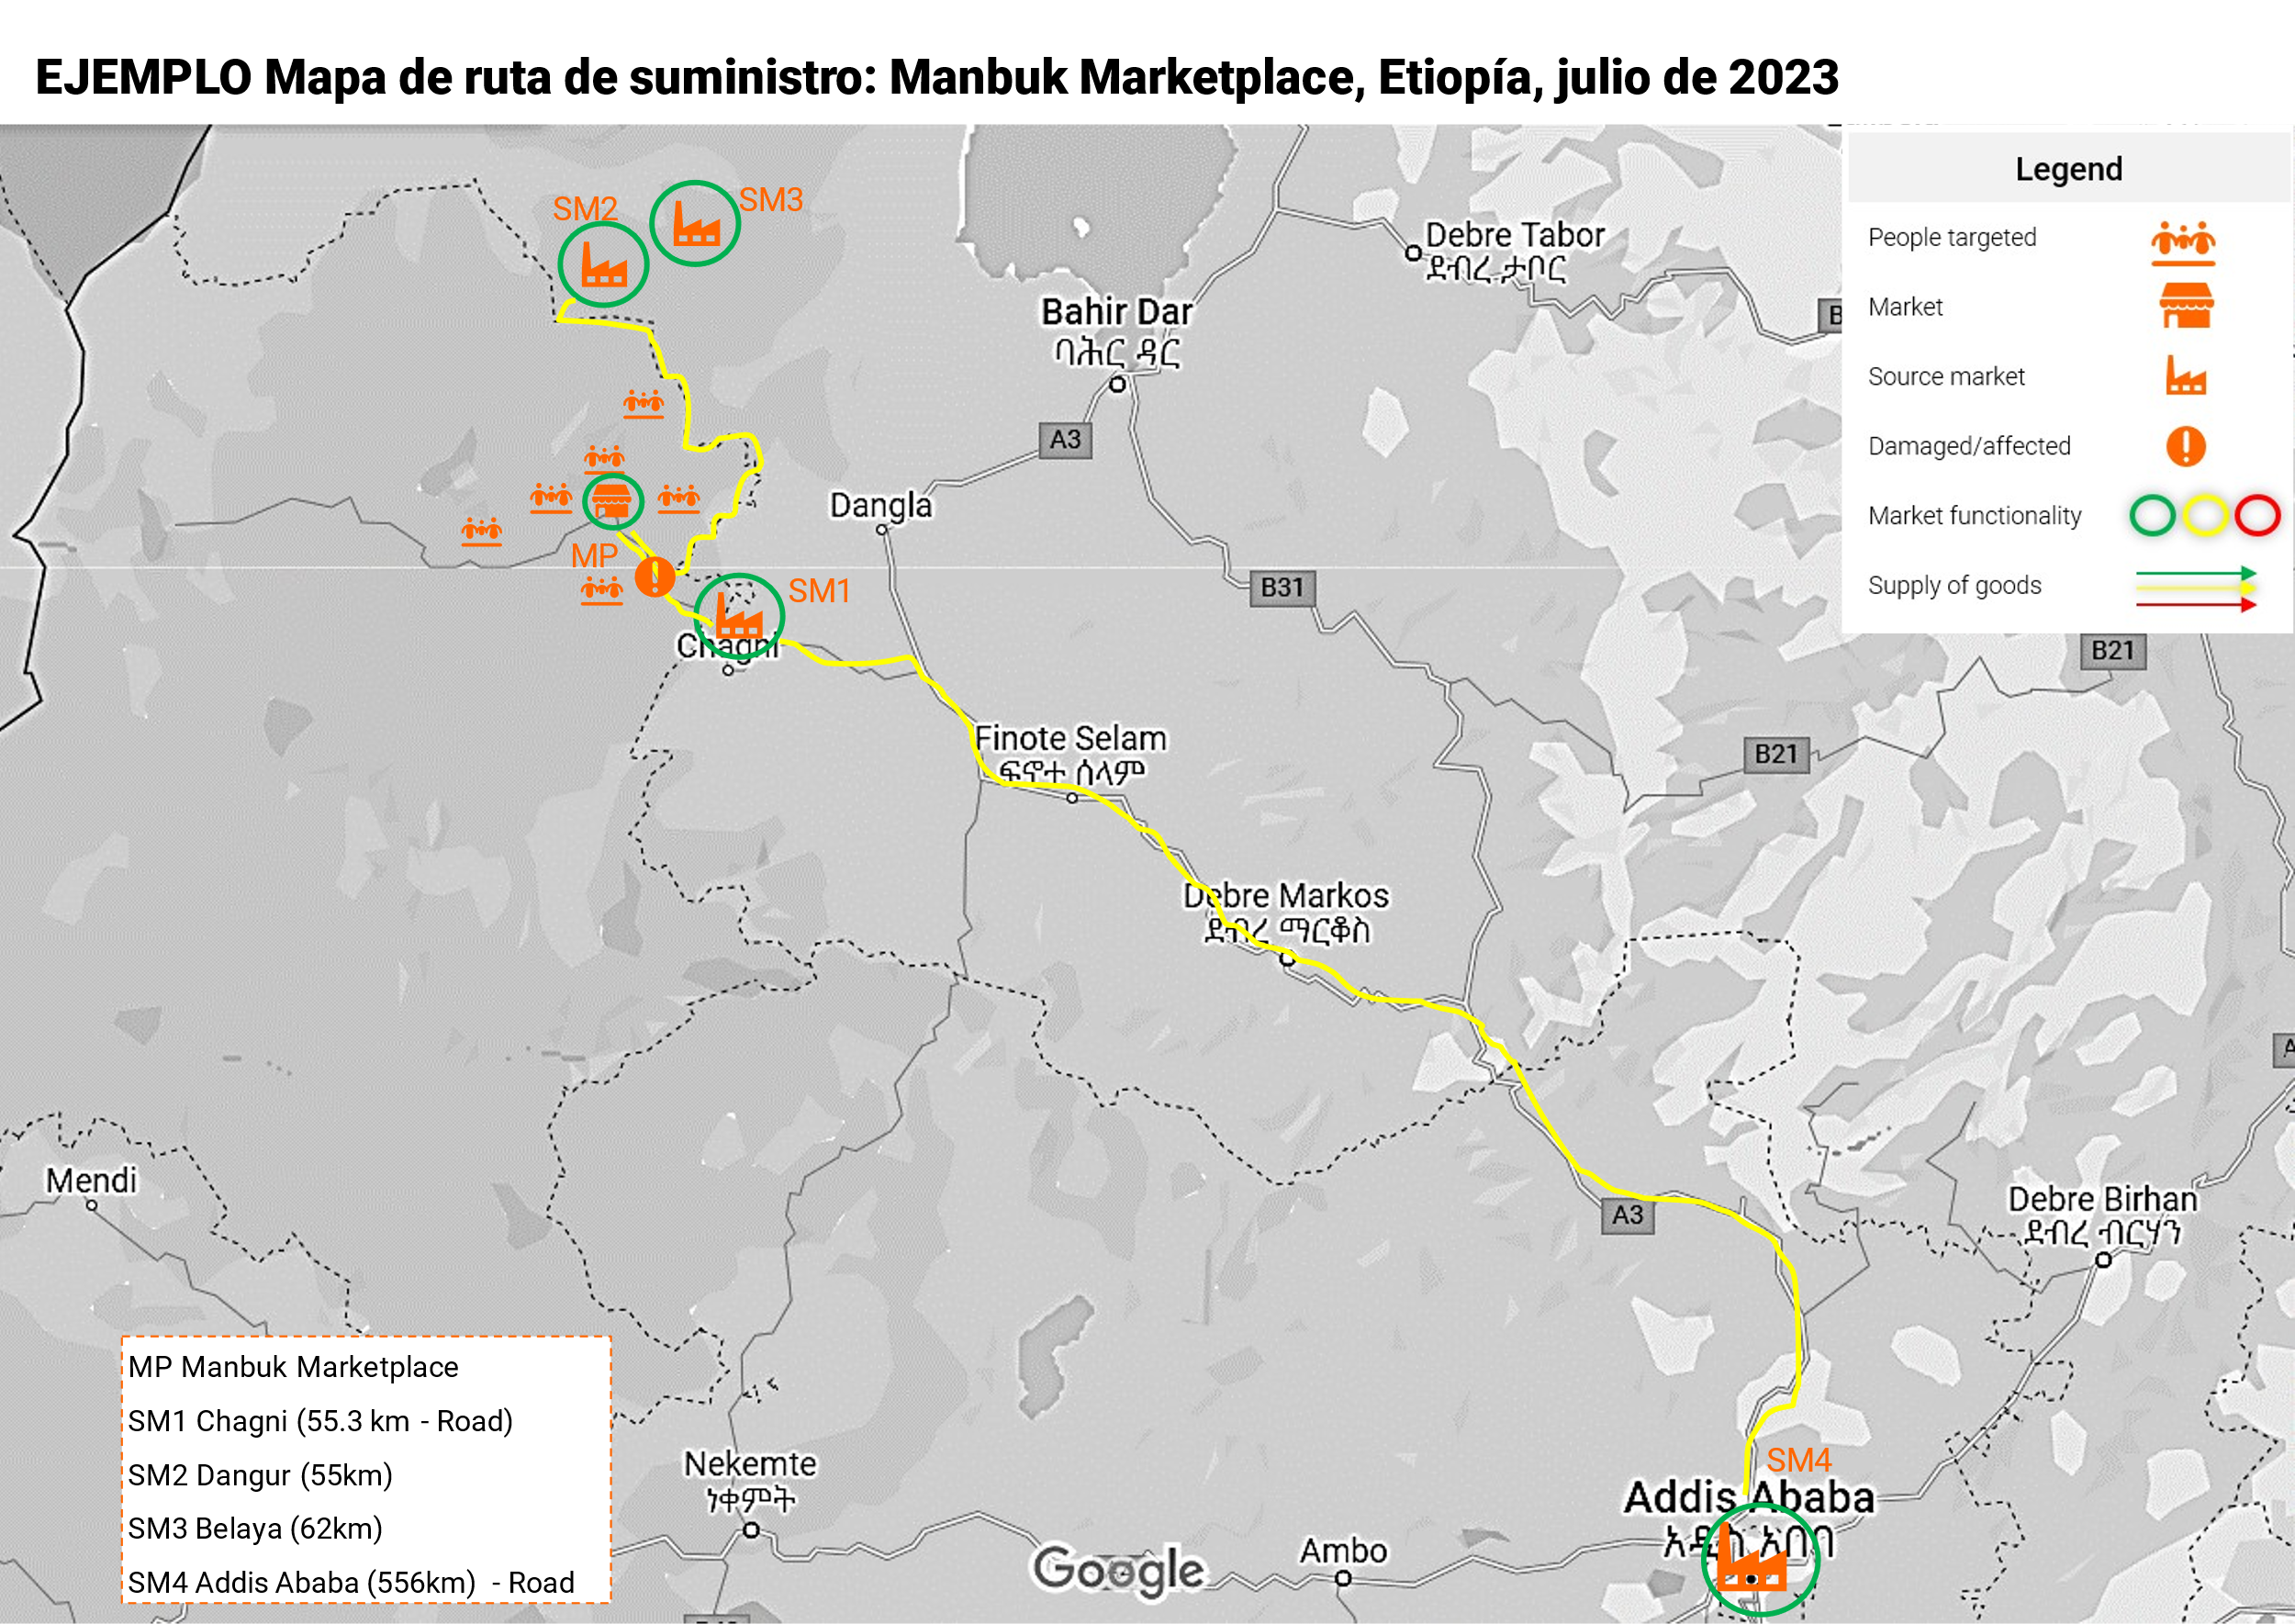 EJEMPLO Mapa de ruta de suministro: Manbuk Marketplace, Etiopía, julio de 2023
Legend
People targeted
Market
Source market
Damaged/affected
Market functionality
Supply of goods
SM2
SM3
Debre Tabor
ደብረ ታቦር
Bahir Dar
ባሕር ዳር
B
A3
Dangla
MP
SM1
B31
Chagni
B21
Finote Selam
ፍኖተ ሰላም
B21
Debre Markos
ደብረ ማርቆስ
A
Mendi
A3
Debre Birhan
ደብረ ብርሃን
MP Manbuk Marketplace
SM1 Chagni (55.3 km - Road)
SM2 Dangur (55km)
SM3 Belaya (62km)
SM4 Addis Ababa (556km) - Road
Nekemte
ነቀምት
SM4
Addis Ababa
አዲስ አበባ
Google
Ambo